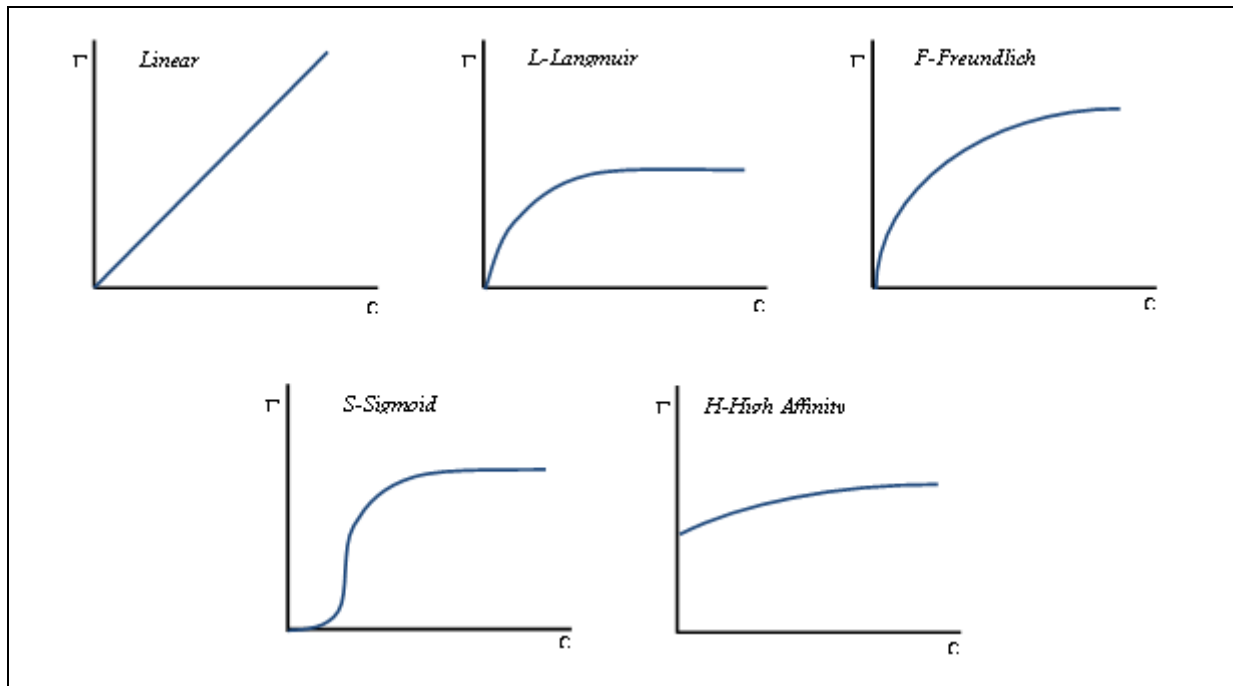 Γ Linear
C
Γ L-Langmuir
C
Γ F-Freundlich
C
Γ S-Sigmoid
C
Γ H-High Affinity
C